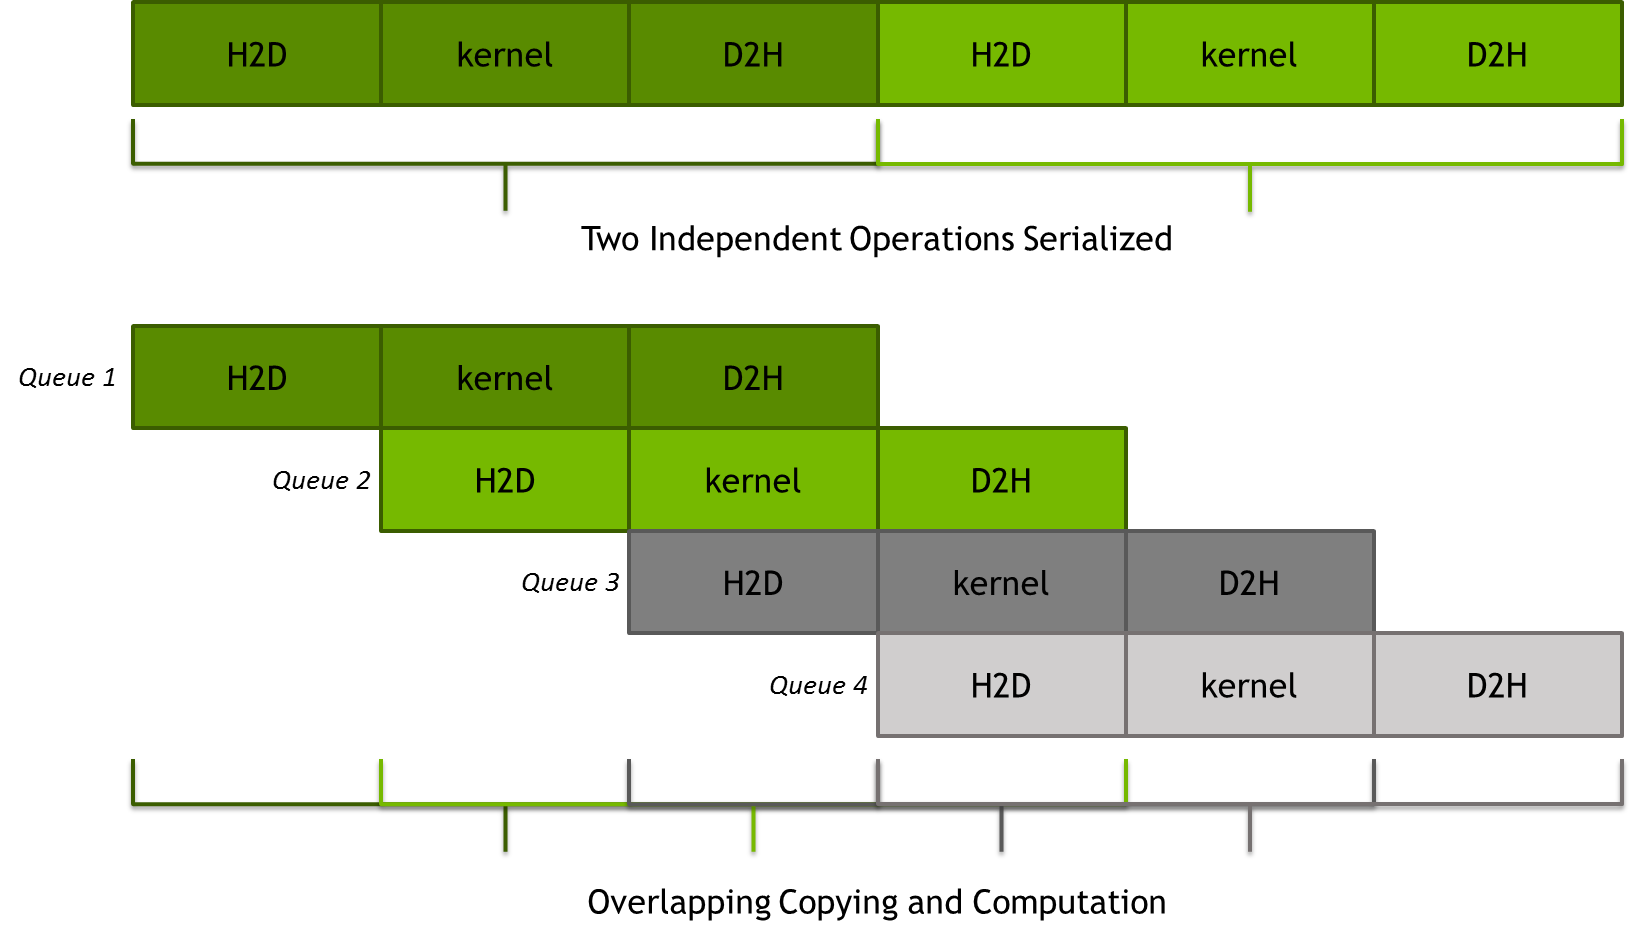 H2D kernel D2H H2D kernel D2H
Two Independent Operations Serialized
Queue 1 H2D kernel D2H
Queue 2 H2D kernel D2H
Queue 3 H2D kernel D2H
Queue 4 H2D kernel D2H
Overlapping Copying and Computation